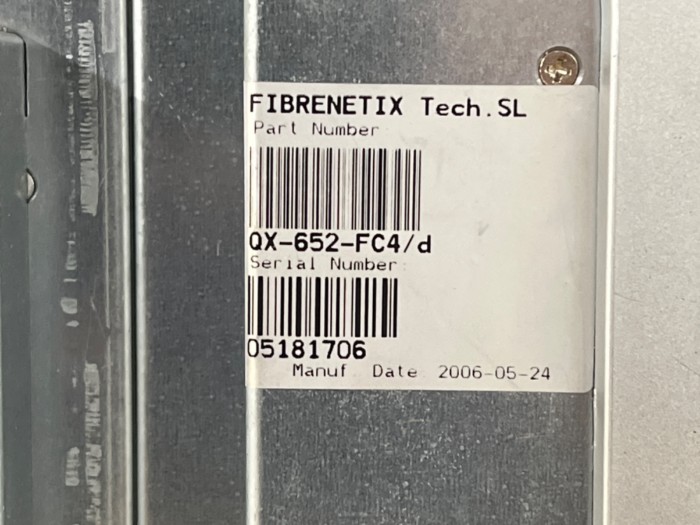 FIBRENETIX Tech.SL
Part Number
QX-652-FC4/d
Serial Number:
05181706
Manuf Date 2006-05-24